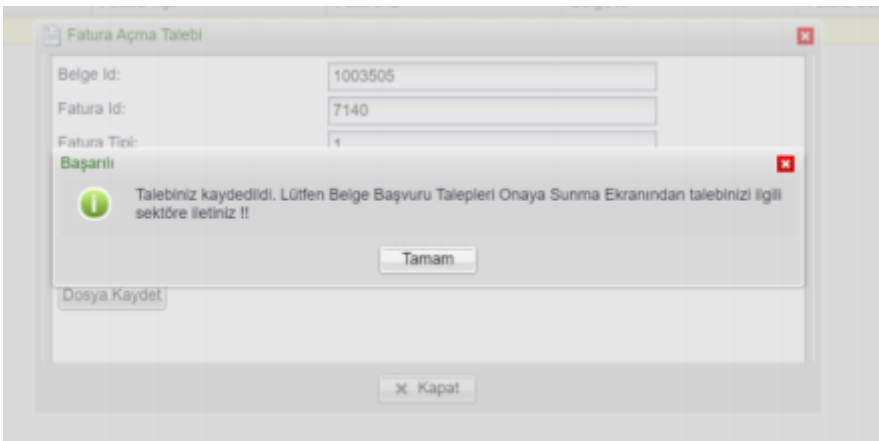 Fatura Açma Talebi
Belge Id:
1003505
Fatura Id:
7140
Fatura Tipi:
1
Başarılı
Talebiniz kaydedildi. Lütfen Belge Başvuru Talepleri Onaya Sunma Ekranından talebinizi ilgili
sektöre iletiniz !!
Tamam
Dosya Kaydet
Kapat